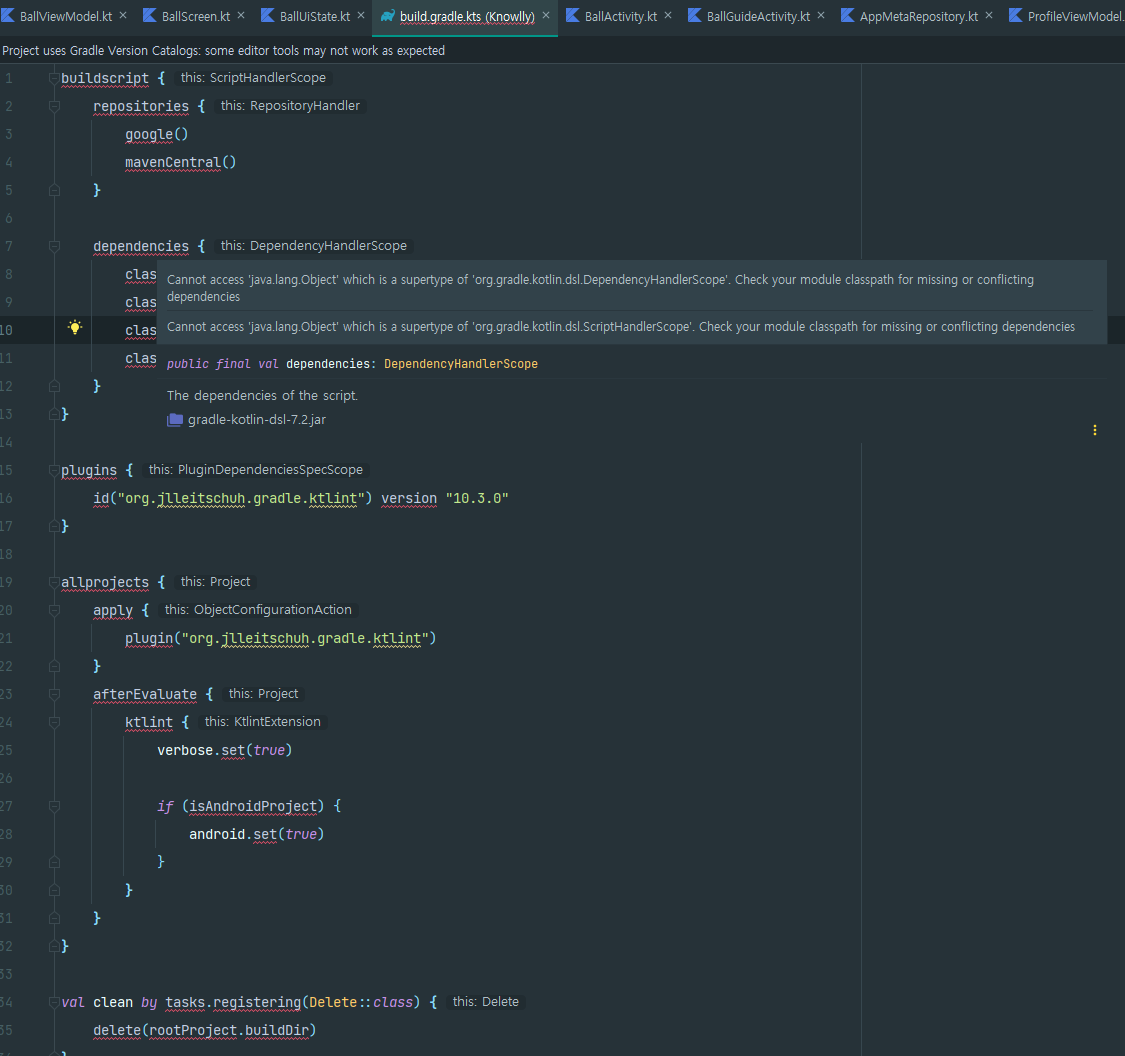 BallViewModel.kt × BallScreen.kt × BallUiState.kt × build.gradle.kts (Knowlly) × BallActivity.kt × BallGuideActivity.kt × AppMetaRepository.kt × ProfileViewModel.
Project uses Gradle Version Catalogs: some editor tools may not work as expected
1 buildscript { this: ScriptHandlerScope
2 repositories { this: RepositoryHandler
3 google()
4 mavenCentral()
5 }
6
7 dependencies { this: DependencyHandlerScope
8 clas
Cannot access 'java.lang.Object' which is a supertype of 'org.gradle.kotlin.dsl.DependencyHandlerScope'. Check your module classpath for missing or conflicting
dependencies
9 clas
10 clas
Cannot access 'java.lang.Object' which is a supertype of 'org.gradle.kotlin.dsl.ScriptHandlerScope'. Check your module classpath for missing or conflicting dependencies
11 clas
public final val dependencies: DependencyHandlerScope
12 }
The dependencies of the script.
13 }
gradle-kotlin-dsl-7.2.jar
14
15 plugins { this: PluginDependenciesSpecScope
16 id("org.jlleitschuh.gradle.ktlint") version "10.3.0"
17 }
18
19 allprojects { this: Project
20 apply { this: ObjectConfigurationAction
21 plugin("org.jlleitschuh.gradle.ktlint")
22 }
23 afterEvaluate { this: Project
24 ktlint { this: KtlintExtension
25 verbose.set(true)
26
27 if (isAndroidProject) {
28 android.set(true)
29 }
30 }
31 }
32 }
33
34 val clean by tasks.registering(Delete::class) { this: Delete
35 delete(rootProject.buildDir)